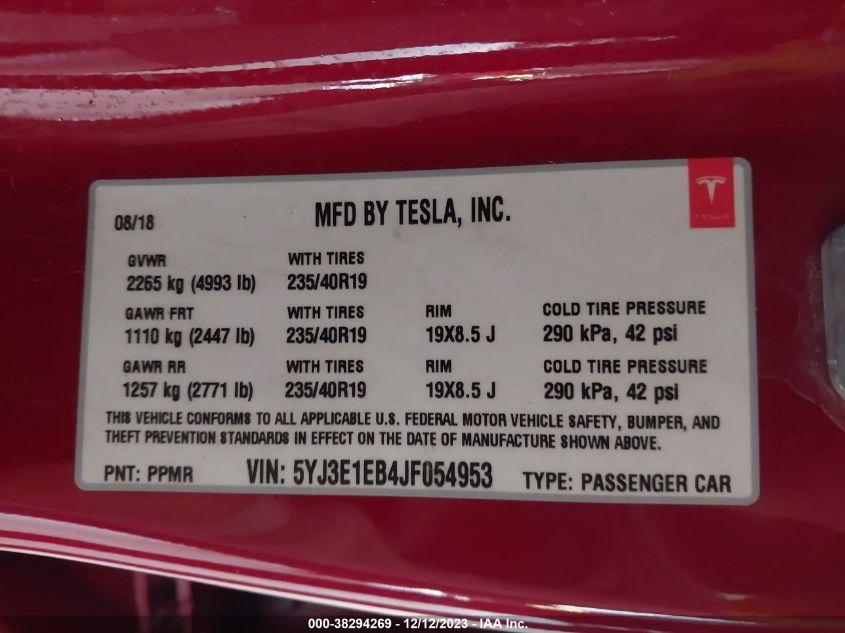 08/18 MFD BY TESLA, INC.
TESLA
GVWR WITH TIRES
2265 kg (4993 lb) 235/40R19
GAWR FRT WITH TIRES RIM COLD TIRE PRESSURE
1110 kg (2447 lb) 235/40R19 19X8.5 J 290 kPa, 42 psi
GAWR RR WITH TIRES RIM COLD TIRE PRESSURE
1257 kg (2771 lb) 235/40R19 19X8.5 J 290 kPa, 42 psi
THIS VEHICLE CONFORMS TO ALL APPLICABLE U.S. FEDERAL MOTOR VEHICLE SAFETY, BUMPER, AND
THEFT PREVENTION STANDARDS IN EFFECT ON THE DATE OF MANUFACTURE SHOWN ABOVE.
PNT: PPMR VIN: 5YJ3E1EB4JF054953 TYPE: PASSENGER CAR
000-38294269 - 12/12/2023 - IAA Inc.